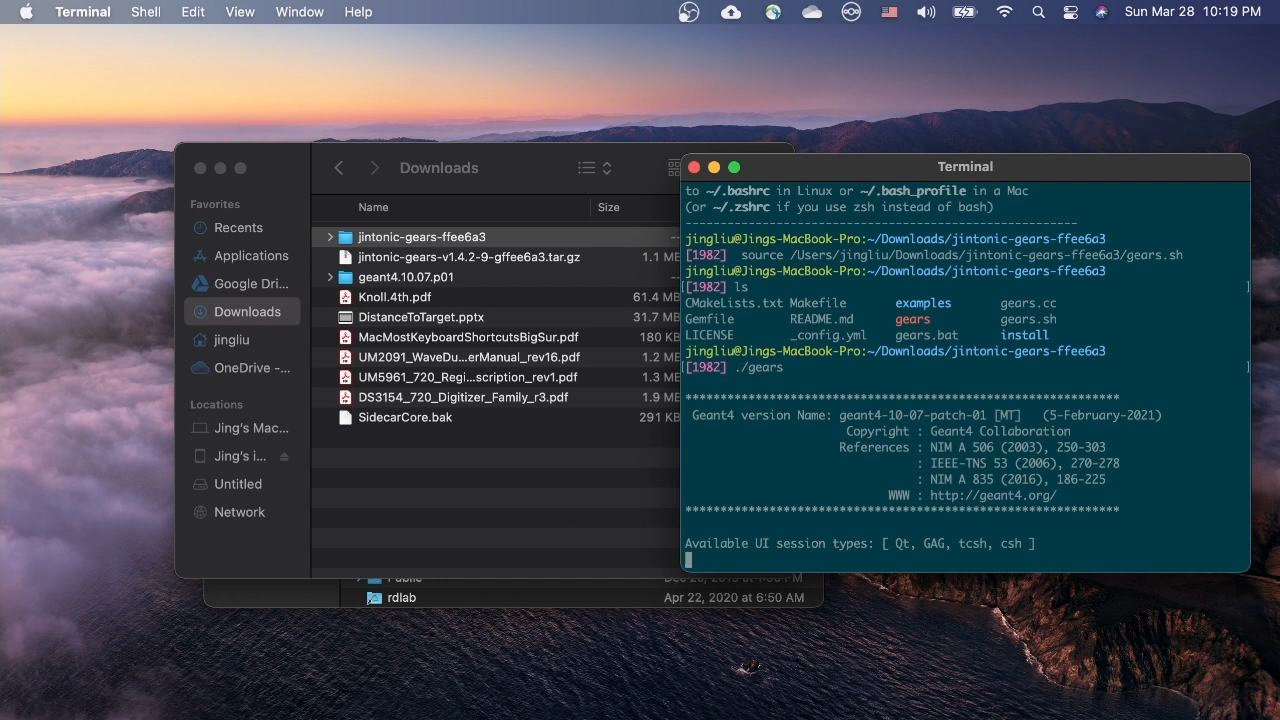 Terminal Shell Edit View Window Help Sun Mar 28 10:19 PM
Downloads
Favorites
Recents
Applications
Google Dri...
Downloads
jingliu
OneDrive -...
Locations
Jing's Mac...
Jing's i...
Untitled
Network
Name Size
jintonic-gears-ffee6a3 --
jintonic-gears-v1.4.2-9-gffee6a3.tar.gz 1.1 MB
geant4.10.07.p01 --
Knoll.4th.pdf 61.4 MB
DistanceToTarget.pptx 31.7 MB
MacMostKeyboardShortcutsBigSur.pdf 180 KB
UM2091_WaveDu...erManual_rev16.pdf 1.2 MB
UM5961_720_Regi...scription_rev1.pdf 1.3 MB
DS3154_720_Digitizer_Family_r3.pdf 1.9 MB
SidecarCore.bak 291 KB
Public
rdlab Apr 22, 2020 at 6:50 AM
Terminal
to ~/.bashrc in Linux or ~/.bash_profile in a Mac
(or ~/.zshrc if you use zsh instead of bash)
--------------------------------------------------------
jingliu@Jings-MacBook-Pro:~/Downloads/jintonic-gears-ffee6a3
[1982] source /Users/jingliu/Downloads/jintonic-gears-ffee6a3/gears.sh
jingliu@Jings-MacBook-Pro:~/Downloads/jintonic-gears-ffee6a3
[[1982] ls ]
CMakeLists.txt Makefile examples gears.cc
Gemfile README.md gears gears.sh
LICENSE _config.yml gears.bat install
jingliu@Jings-MacBook-Pro:~/Downloads/jintonic-gears-ffee6a3
[[1982] ./gears ]
**************************************************************
Geant4 version Name: geant4-10-07-patch-01 [MT] (5-February-2021)
Copyright : Geant4 Collaboration
References : NIM A 506 (2003), 250-303
: IEEE-TNS 53 (2006), 270-278
: NIM A 835 (2016), 186-225
WWW : http://geant4.org/
**************************************************************
Available UI session types: [ Qt, GAG, tcsh, csh ]